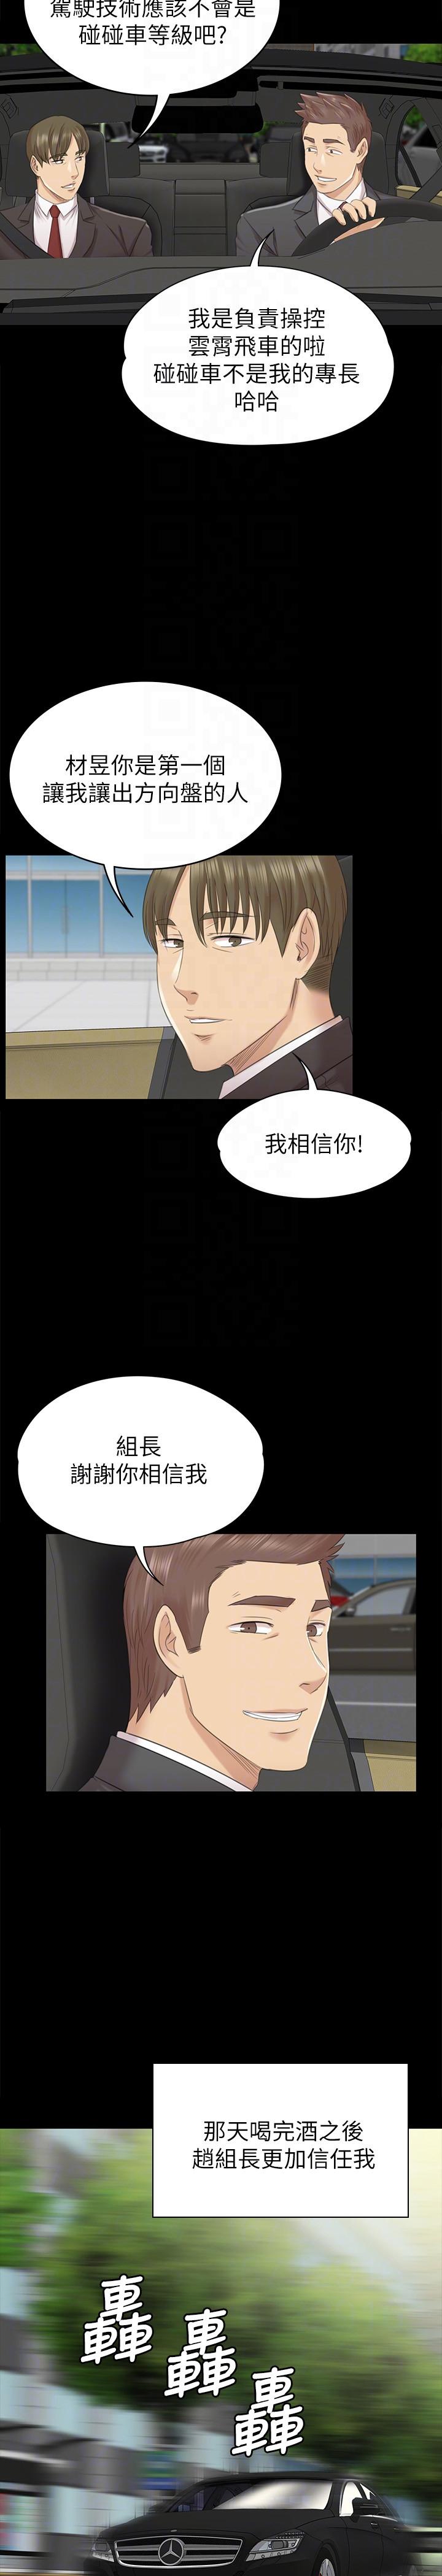 駕駛技術應該不會是
碰碰車等級吧?
我是負責操控
雲霄飛車的啦
碰碰車不是我的專長
哈哈
材昱你是第一個
讓我讓出方向盤的人
我相信你!
組長
謝謝你相信我
那天喝完酒之後
趙組長更加信任我
轟
轟
轟